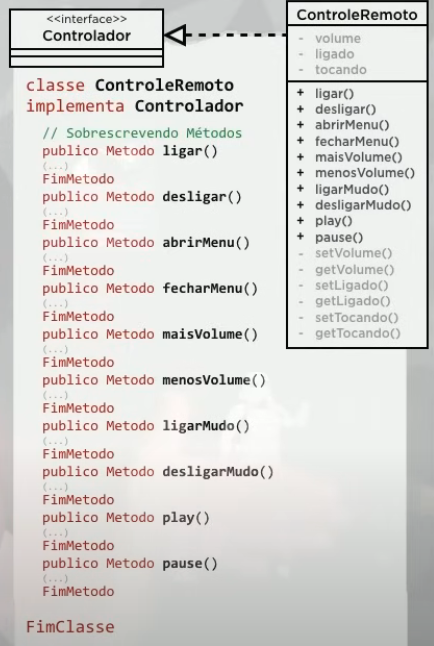 <<interface>>
Controlador
classe ControleRemoto
implementa Controlador
// Sobrescrevendo Métodos
publico Metodo ligar()
(...)
FimMetodo
publico Metodo desligar()
(...)
FimMetodo
publico Metodo abrirMenu()
(...)
FimMetodo
publico Metodo fecharMenu()
(...)
FimMetodo
publico Metodo maisVolume()
(...)
FimMetodo
publico Metodo menosVolume()
(...)
FimMetodo
publico Metodo ligarMudo()
(...)
FimMetodo
publico Metodo desligarMudo()
(...)
FimMetodo
publico Metodo play()
(...)
FimMetodo
publico Metodo pause()
(...)
FimMetodo
FimClasse
ControleRemoto
- volume
- ligado
- tocando
+ ligar()
+ desligar()
+ abrirMenu()
+ fecharMenu()
+ maisVolume()
+ menosVolume()
+ ligarMudo()
+ desligarMudo()
+ play()
+ pause()
- setVolume()
- getVolume()
- setLigado()
- getLigado()
- setTocando()
- getTocando()